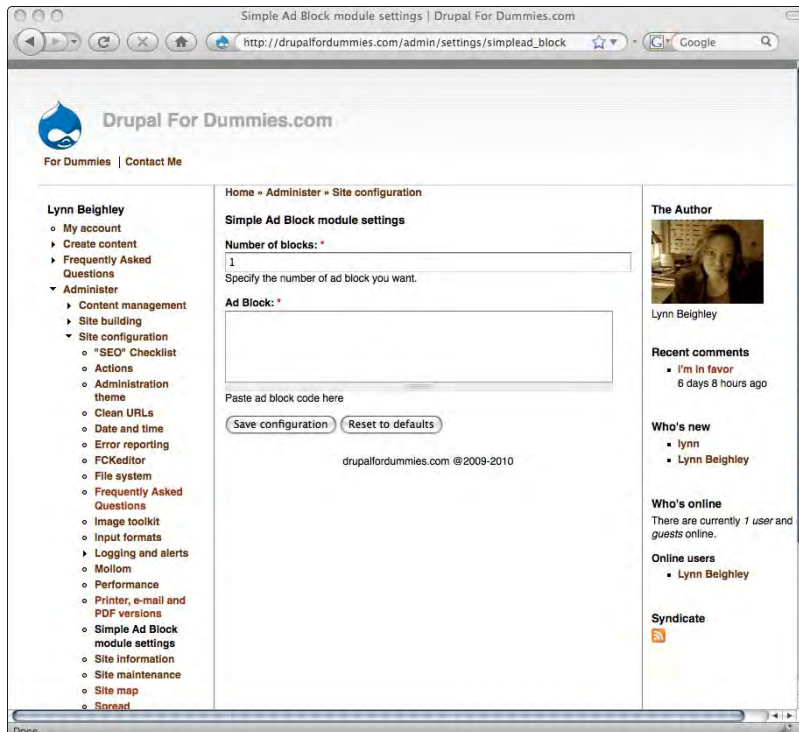 Simple Ad Block module settings | Drupal For Dummies.com
http://drupalfordummies.com/admin/settings/simplead_block
Google
Drupal For Dummies.com
For Dummies | Contact Me
Lynn Beighley
My account
Create content
Frequently Asked
Questions
Administer
Content management
Site building
Site configuration
"SEO" Checklist
Actions
Administration
theme
Clean URLs
Date and time
Error reporting
FCKeditor
File system
Frequently Asked
Questions
Image toolkit
Input formats
Logging and alerts
Mollom
Performance
Printer, e-mail and
PDF versions
Simple Ad Block
module settings
Site information
Site maintenance
Site map
Spread
Home » Administer » Site configuration
Simple Ad Block module settings
Number of blocks: *
1
Specify the number of ad block you want.
Ad Block: *
Paste ad block code here
Save configuration
Reset to defaults
drupalfordummies.com @2009-2010
The Author
Lynn Beighley
Recent comments
I'm in favor
6 days 8 hours ago
Who's new
lynn
Lynn Beighley
Who's online
There are currently 1 user and
guests online.
Online users
Lynn Beighley
Syndicate
Done